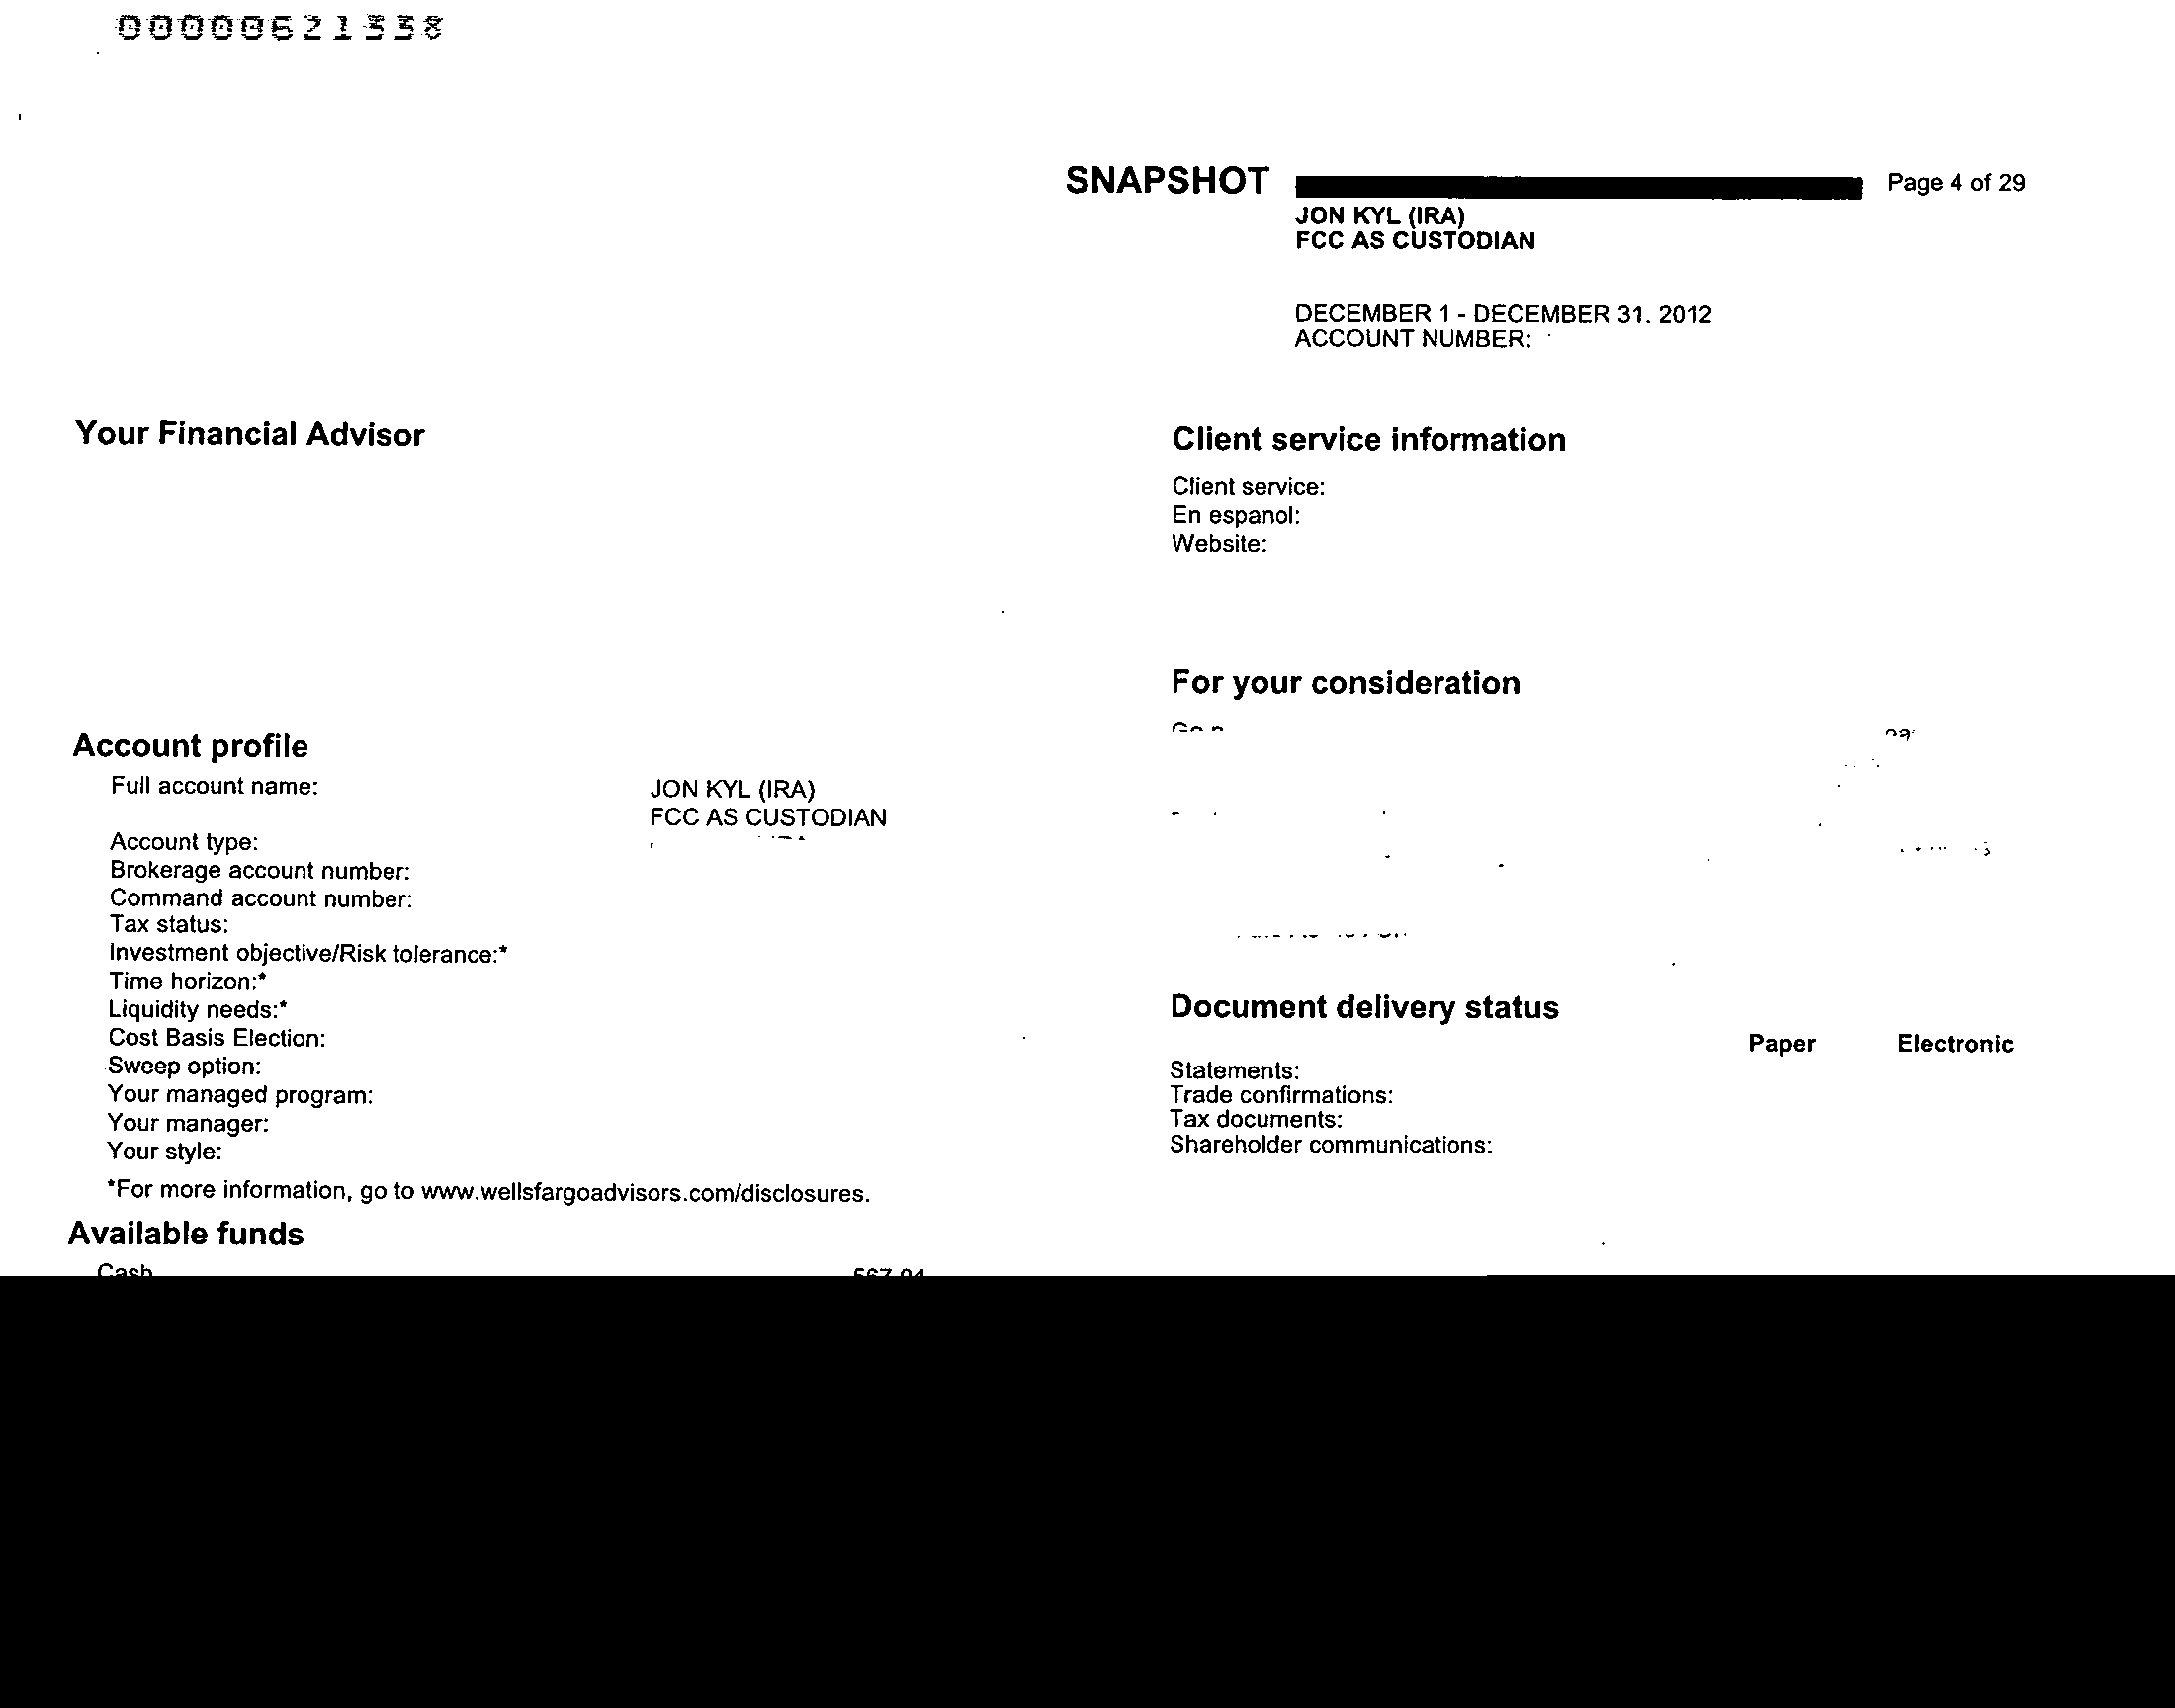 SNAPSHOT
Page 4 of 29
JON KYL (IRA)
FCC AS CUSTODIAN
DECEMBER 1 - DECEMBER 31. 2012
ACCOUNT NUMBER:
Your Financial Advisor
Client service information
Client service:
En espanol:
Website:
For your consideration
Account profile
Full account name: JON KYL (IRA)
FCC AS CUSTODIAN
Account type:
Brokerage account number:
Command account number:
Tax status:
Investment objective/Risk tolerance:*
Time horizon:*
Liquidity needs:*
Cost Basis Election:
Sweep option:
Your managed program:
Your manager:
Your style:
*For more information, go to www.wellsfargoadvisors.com/disclosures.
Document delivery status
Paper Electronic
Statements:
Trade confirmations:
Tax documents:
Shareholder communications:
Available funds
Cash